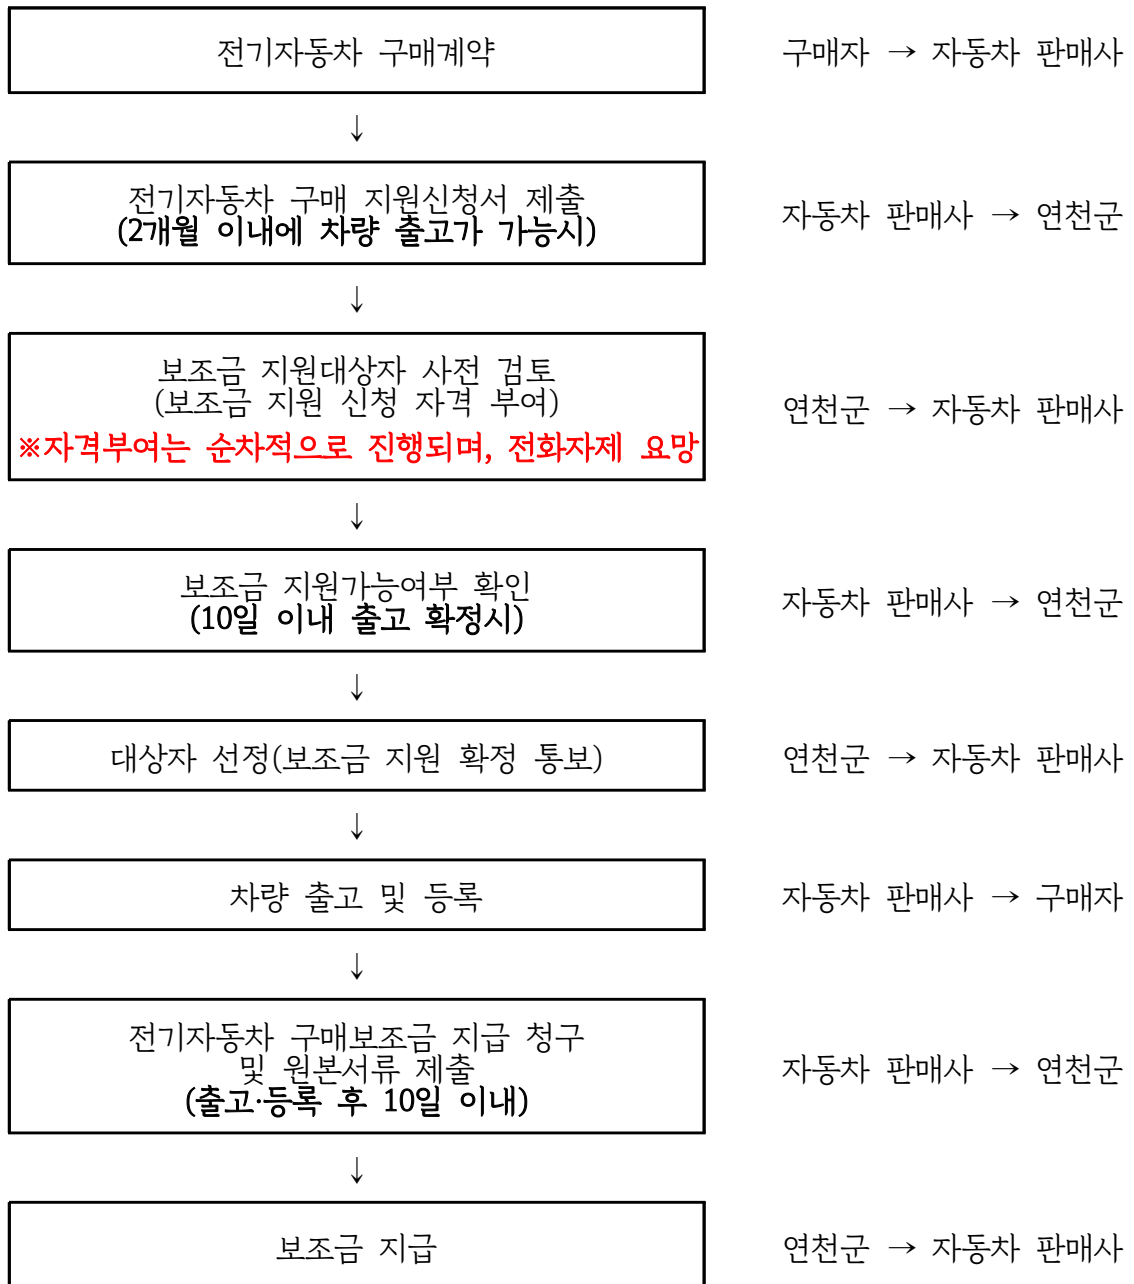 전기자동차 구매계약
구매자 → 자동차 판매사
↓
전기자동차 구매 지원신청서 제출
(2개월 이내에 차량 출고가 가능시)
자동차 판매사 → 연천군
↓
보조금 지원대상자 사전 검토
(보조금 지원 신청 자격 부여)
※자격부여는 순차적으로 진행되며, 전화자제 요망
연천군 → 자동차 판매사
↓
보조금 지원가능여부 확인
(10일 이내 출고 확정시)
자동차 판매사 → 연천군
↓
대상자 선정(보조금 지원 확정 통보)
연천군 → 자동차 판매사
↓
차량 출고 및 등록
자동차 판매사 → 구매자
↓
전기자동차 구매보조금 지급 청구
및 원본서류 제출
(출고·등록 후 10일 이내)
자동차 판매사 → 연천군
↓
보조금 지급
연천군 → 자동차 판매사